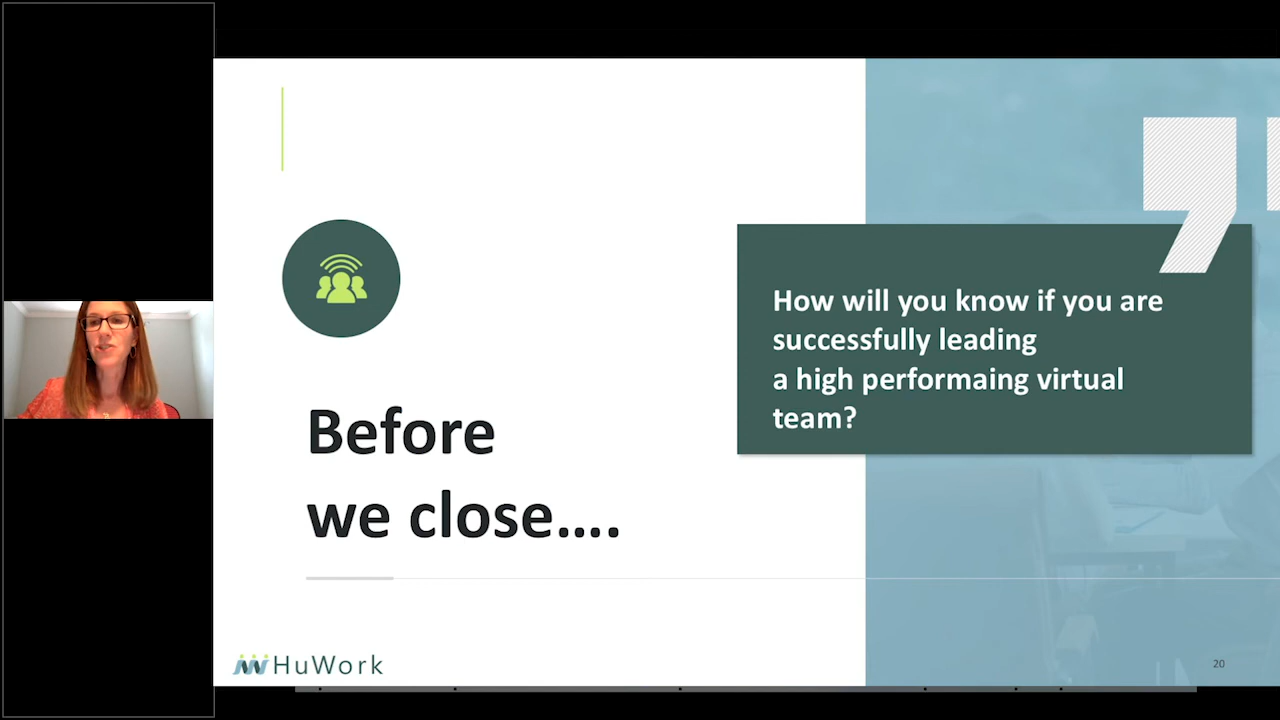 How will you know if you are
successfully leading
a high performaing virtual
team?
Before
we close....
HuWork
20